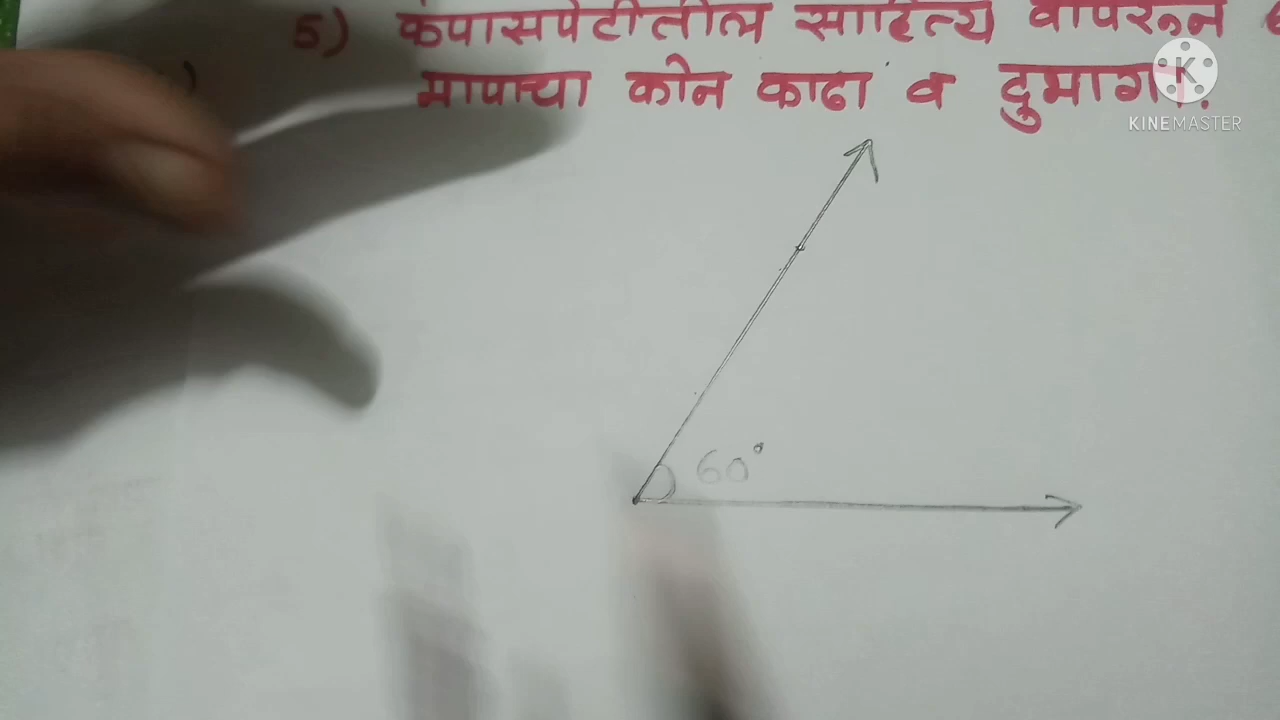 5) कंपासपेटीतील साहित्य वापरून
मापाचा कोन काढा व दुभागा.
K
KINEMASTER
60°